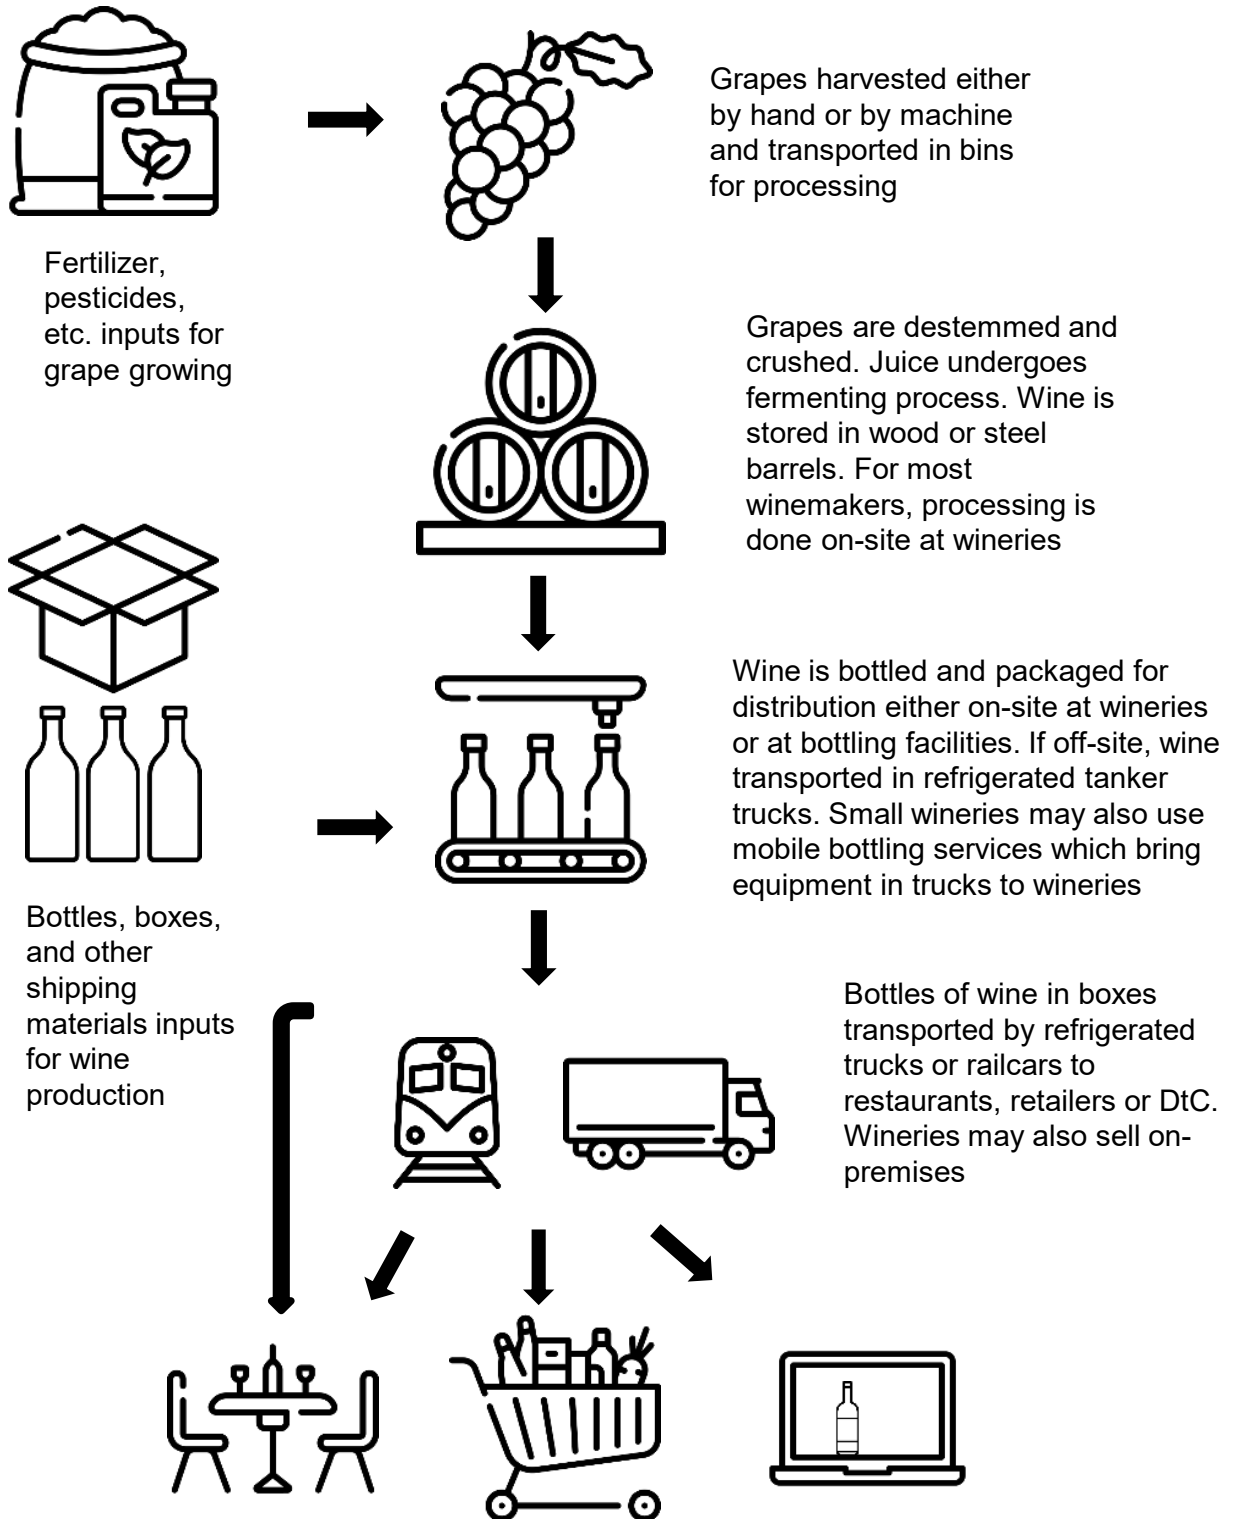 Grapes harvested either
by hand or by machine
and transported in bins
for processing
Fertilizer,
pesticides,
etc. inputs for
grape growing
Grapes are destemmed and
crushed. Juice undergoes
fermenting process. Wine is
stored in wood or steel
barrels. For most
winemakers, processing is
done on-site at wineries
Wine is bottled and packaged for
distribution either on-site at wineries
or at bottling facilities. If off-site, wine
transported in refrigerated tanker
trucks. Small wineries may also use
mobile bottling services which bring
equipment in trucks to wineries
Bottles, boxes,
and other
shipping
materials inputs
for wine
production
Bottles of wine in boxes
transported by refrigerated
trucks or railcars to
restaurants, retailers or DtC.
Wineries may also sell on-
premises